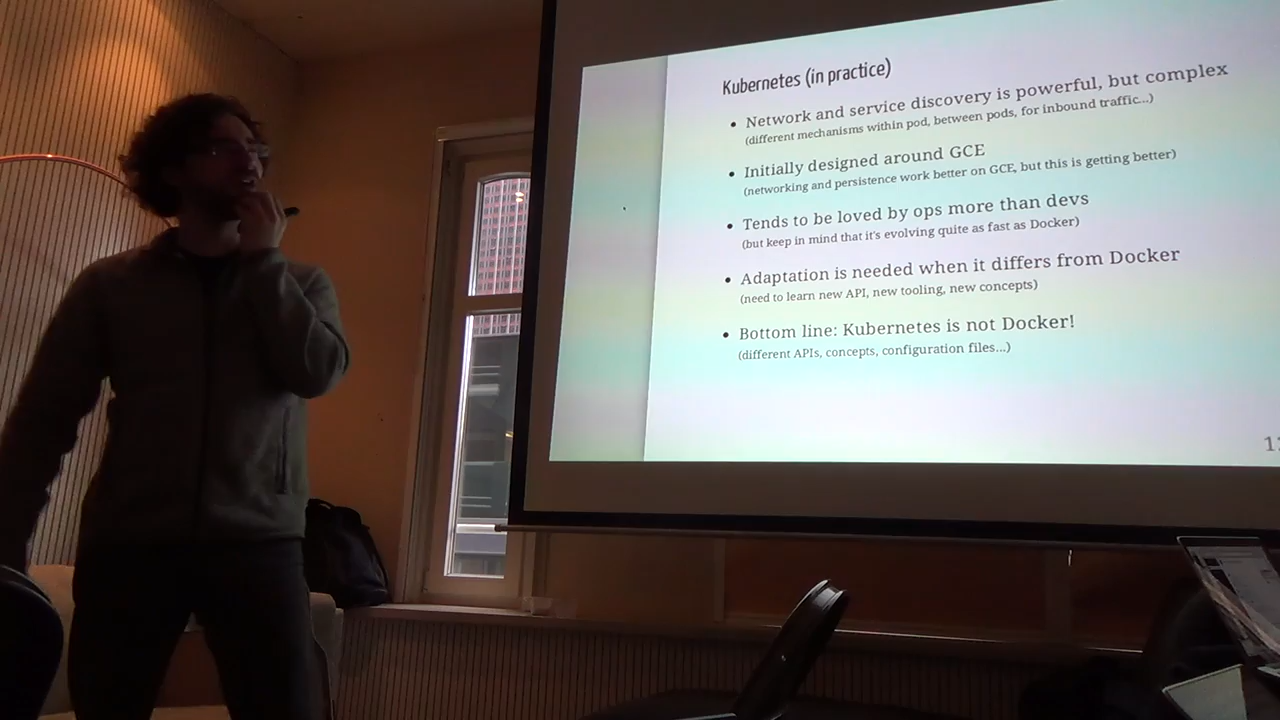 Kubernetes (in practice)
• Network and service discovery is powerful, but complex
(different mechanisms within pod, between pods, for inbound traffic...)
• Initially designed around GCE
(networking and persistence work better on GCE, but this is getting better)
• Tends to be loved by ops more than devs
(but keep in mind that it's evolving quite as fast as Docker)
• Adaptation is needed when it differs from Docker
(need to learn new API, new tooling, new concepts)
• Bottom line: Kubernetes is not Docker!
(different APIs, concepts, configuration files...)